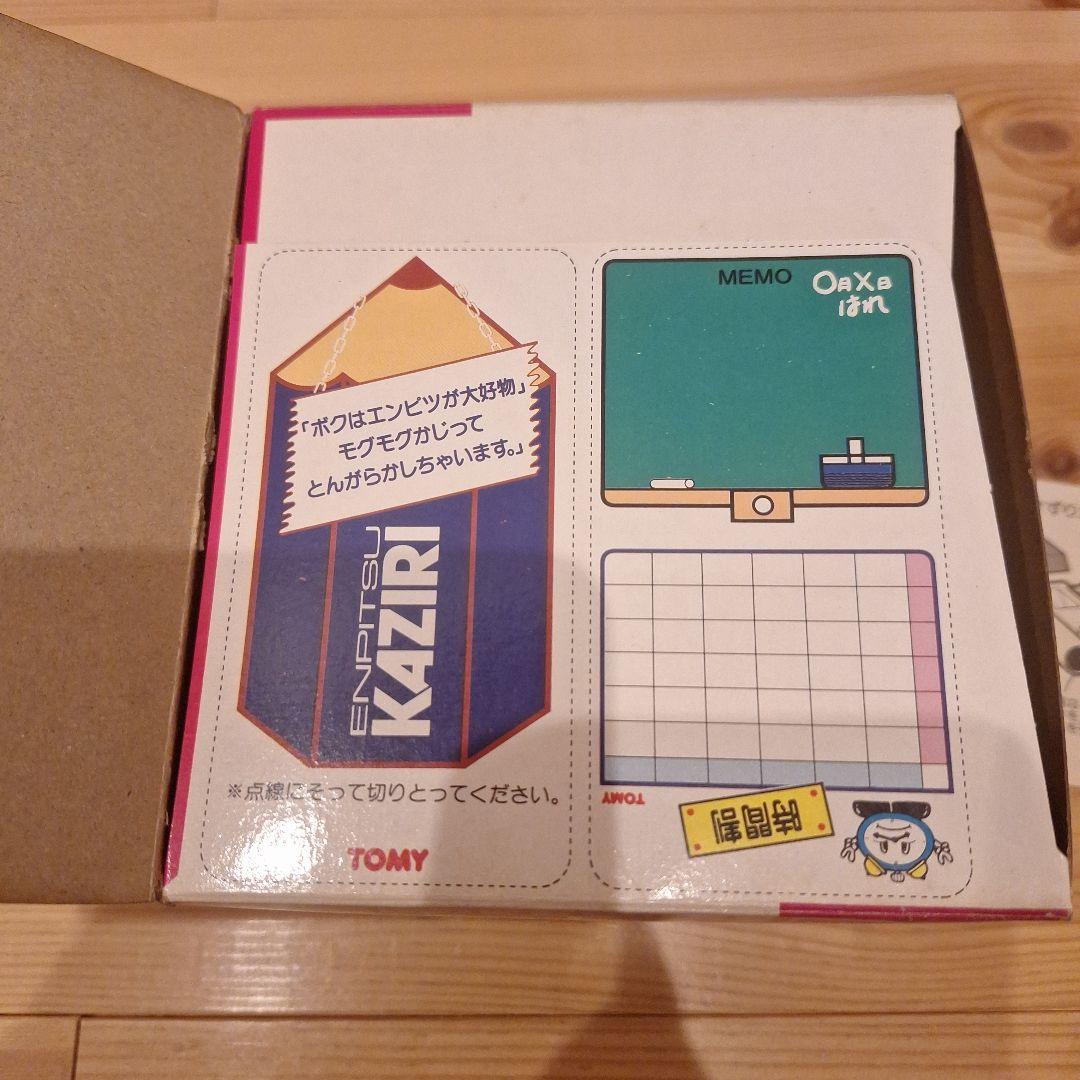 「ボクはエンピツが大好物」
モグモグかじって
とんがらかしちゃいます。」
ENPITSU
KAZIRI
※点線にそって切りとってください。
TOMY
MEMO
○月×日
はれ
TOMY
時間割